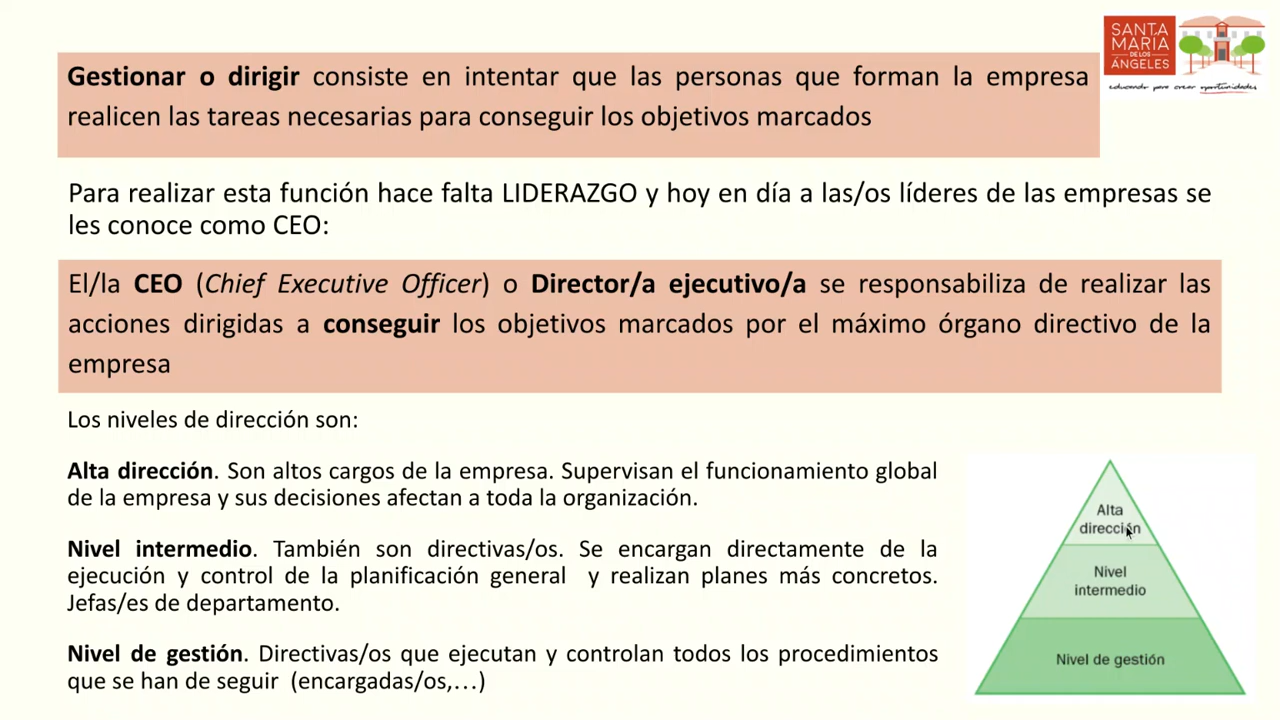 SANTA
MARIA
DE LOS
ÁNGELES
educando para crear oportunidades
Gestionar o dirigir consiste en intentar que las personas que forman la empresa
realicen las tareas necesarias para conseguir los objetivos marcados
Para realizar esta función hace falta LIDERAZGO y hoy en día a las/os líderes de las empresas se
les conoce como CEO:
El/la CEO (Chief Executive Officer) o Director/a ejecutivo/a se responsabiliza de realizar las
acciones dirigidas a conseguir los objetivos marcados por el máximo órgano directivo de la
empresa
Los niveles de dirección son:
Alta dirección. Son altos cargos de la empresa. Supervisan el funcionamiento global
de la empresa y sus decisiones afectan a toda la organización.
Nivel intermedio. También son directivas/os. Se encargan directamente de la
ejecución y control de la planificación general y realizan planes más concretos.
Jefas/es de departamento.
Nivel de gestión. Directivas/os que ejecutan y controlan todos los procedimientos
que se han de seguir (encargadas/os,...)
Alta
dirección
Nivel
intermedio
Nivel de gestión